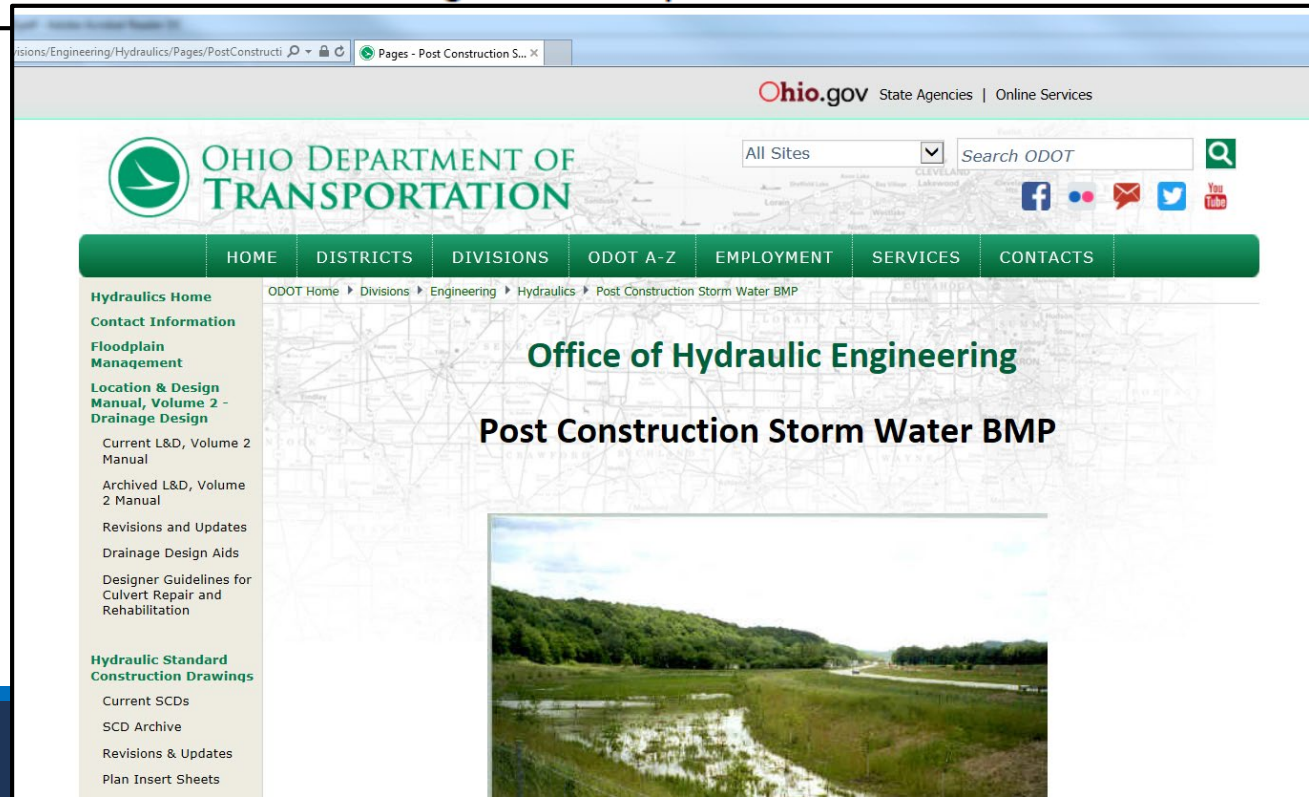 isions/Engineering/Hydraulics/Pages/PostConstructi
Pages - Post Construction S...
Ohio.gov State Agencies | Online Services
OHIO DEPARTMENT OF
TRANSPORTATION
All Sites
Search ODOT
You
Tube
HOME DISTRICTS DIVISIONS ODOT A-Z EMPLOYMENT SERVICES CONTACTS
ODOT Home Divisions Engineering Hydraulics Post Construction Storm Water BMP
Hydraulics Home
Contact Information
Floodplain
Management
Location & Design
Manual, Volume 2 -
Drainage Design
Current L&D, Volume 2
Manual
Archived L&D, Volume
2 Manual
Revisions and Updates
Drainage Design Aids
Designer Guidelines for
Culvert Repair and
Rehabilitation
Hydraulic Standard
Construction Drawings
Current SCDs
SCD Archive
Revisions & Updates
Plan Insert Sheets
Office of Hydraulic Engineering
Post Construction Storm Water BMP